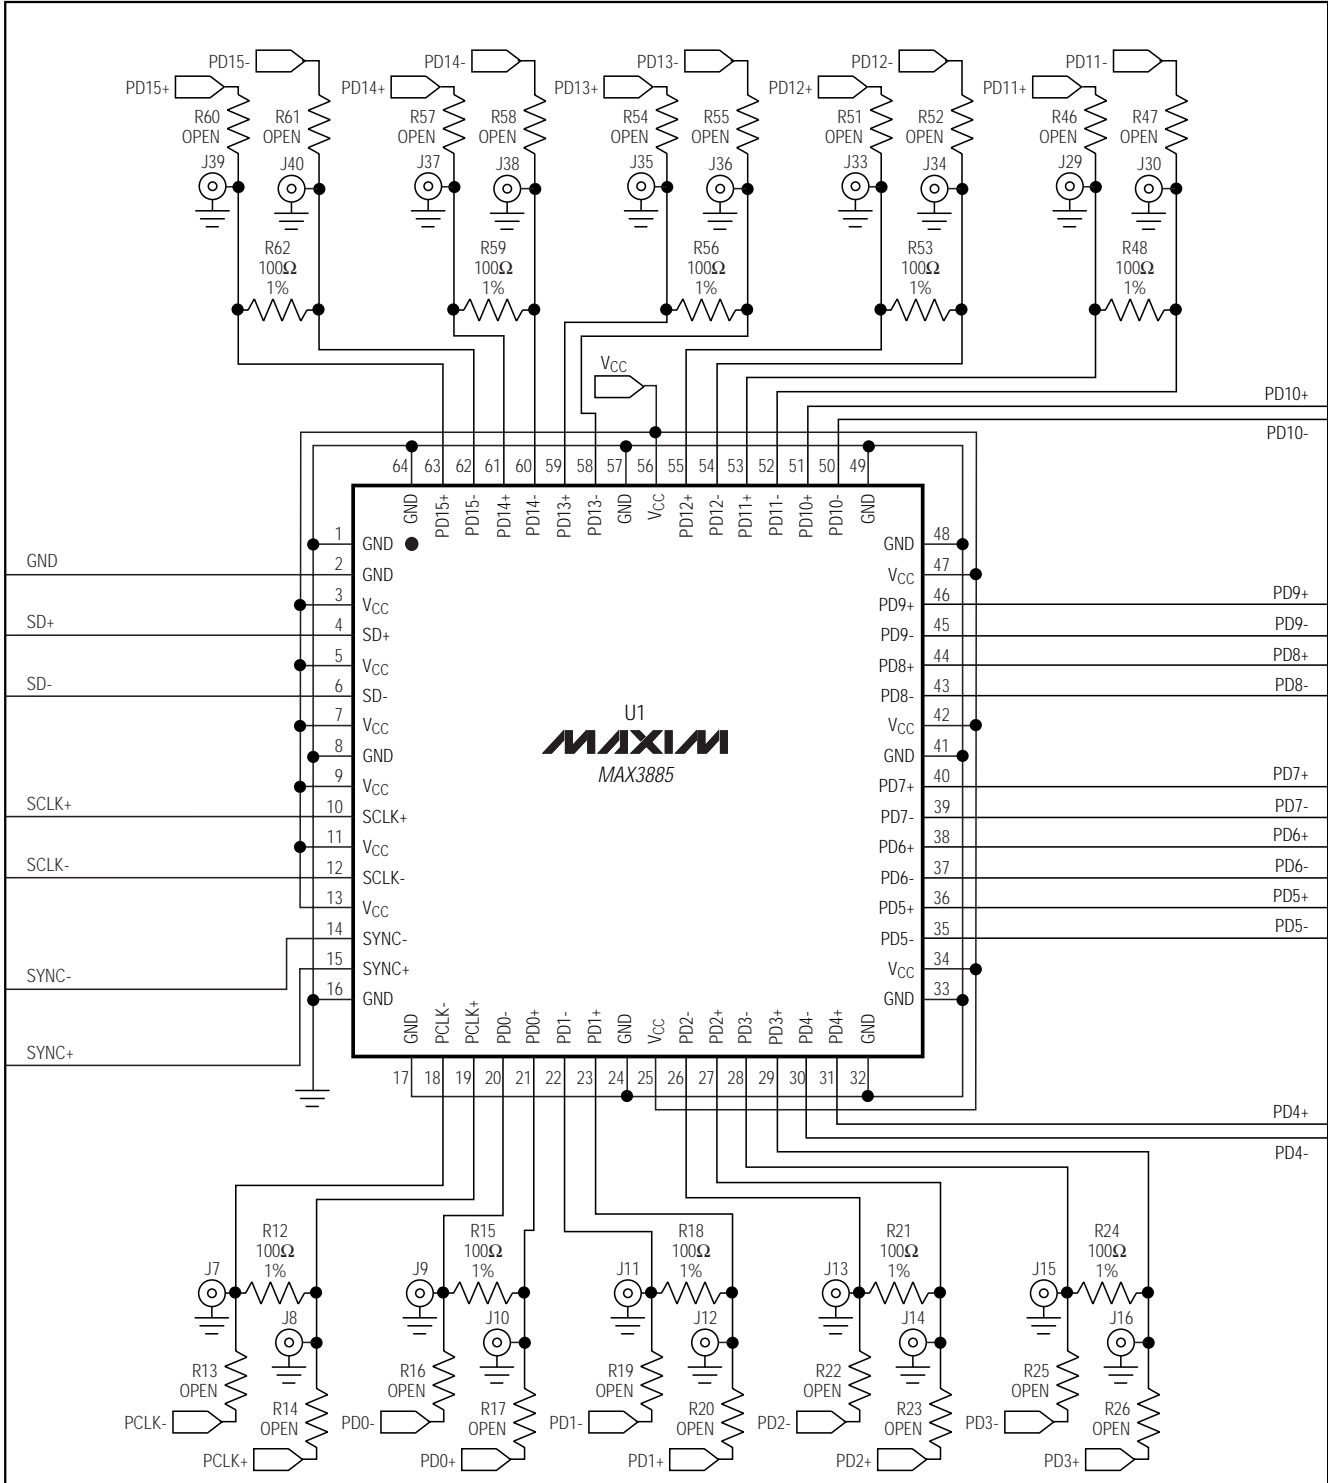 PD15- PD14- PD13- PD12- PD11-
PD15+ PD14+ PD13+ PD12+ PD11+
R60 R61 R57 R58 R54 R55 R51 R52 R46 R47
OPEN OPEN OPEN OPEN OPEN OPEN OPEN OPEN OPEN OPEN
J39 J40 J37 J38 J35 J36 J33 J34 J29 J30
R62 R59 R56 R53 R48
100Ω 100Ω 100Ω 100Ω 100Ω
1% 1% 1% 1% 1%
VCC
PD10+
PD10-
64 63 62 61 60 59 58 57 56 55 54 53 52 51 50 49
GND PD15+ PD15- PD14+ PD14- PD13+ PD13- GND VCC PD12+ PD12- PD11+ PD11- PD10+ PD10- GND
1 GND GND 48
GND 2 GND VCC 47
3 VCC PD9+ 46 PD9+
SD+ 4 SD+ PD9- 45 PD9-
5 VCC PD8+ 44 PD8+
SD- 6 SD- PD8- 43 PD8-
U1
7 VCC VCC 42
MAXIM
8 GND GND 41
MAX3885
9 VCC PD7+ 40 PD7+
SCLK+ 10 SCLK+ PD7- 39 PD7-
11 VCC PD6+ 38 PD6+
SCLK- 12 SCLK- PD6- 37 PD6-
13 VCC PD5+ 36 PD5+
14 SYNC- PD5- 35 PD5-
SYNC- 15 SYNC+ VCC 34
16 GND GND 33
GND PCLK- PCLK+ PD0- PD0+ PD1- PD1+ GND VCC PD2- PD2+ PD3- PD3+ PD4- PD4+ GND
SYNC+
17 18 19 20 21 22 23 24 25 26 27 28 29 30 31 32
PD4+
PD4-
R12 R15 R18 R21 R24
100Ω 100Ω 100Ω 100Ω 100Ω
1% 1% 1% 1% 1%
J7 J9 J11 J13 J15
J8 J10 J12 J14 J16
R13 R16 R19 R22 R25
OPEN OPEN OPEN OPEN OPEN
R14 R17 R20 R23 R26
OPEN OPEN OPEN OPEN OPEN
PCLK- PD0- PD1- PD2- PD3-
PCLK+ PD0+ PD1+ PD2+ PD3+